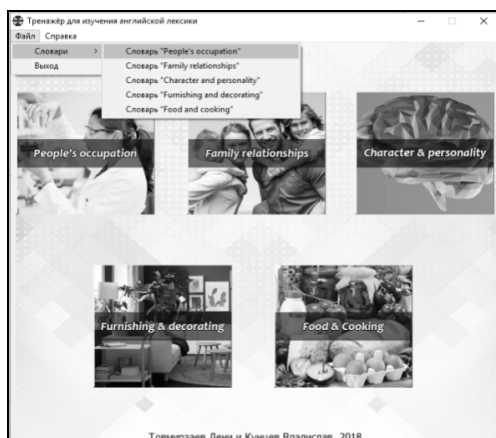 Тренажёр для изучения английской лексики
Файл Справка
Словари > Словарь "People's occupation"
Выход Словарь "Family relationships"
Словарь "Character and personality"
Словарь "Furnishing and decorating"
Словарь "Food and cooking"
People's occupation
Family relationships
Character & personality
Furnishing & decorating
Food & Cooking
Товмирзаев Дени и Кунцев Владислав, 2018